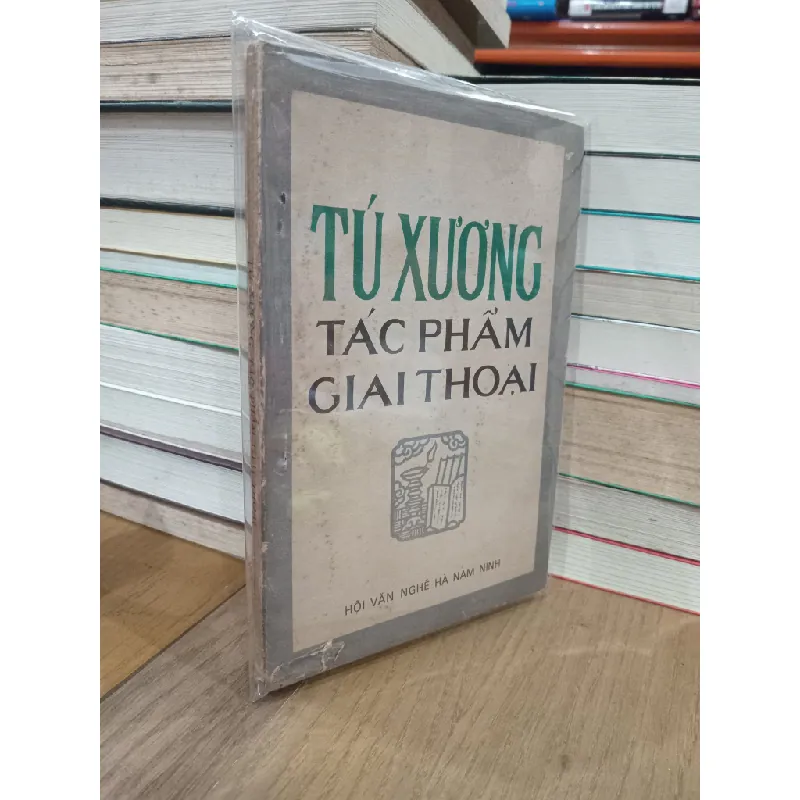 TÚ XƯƠNG
TÁC PHẨM
GIAI THOẠI
HỘI VĂN NGHỆ HÀ NAM NINH